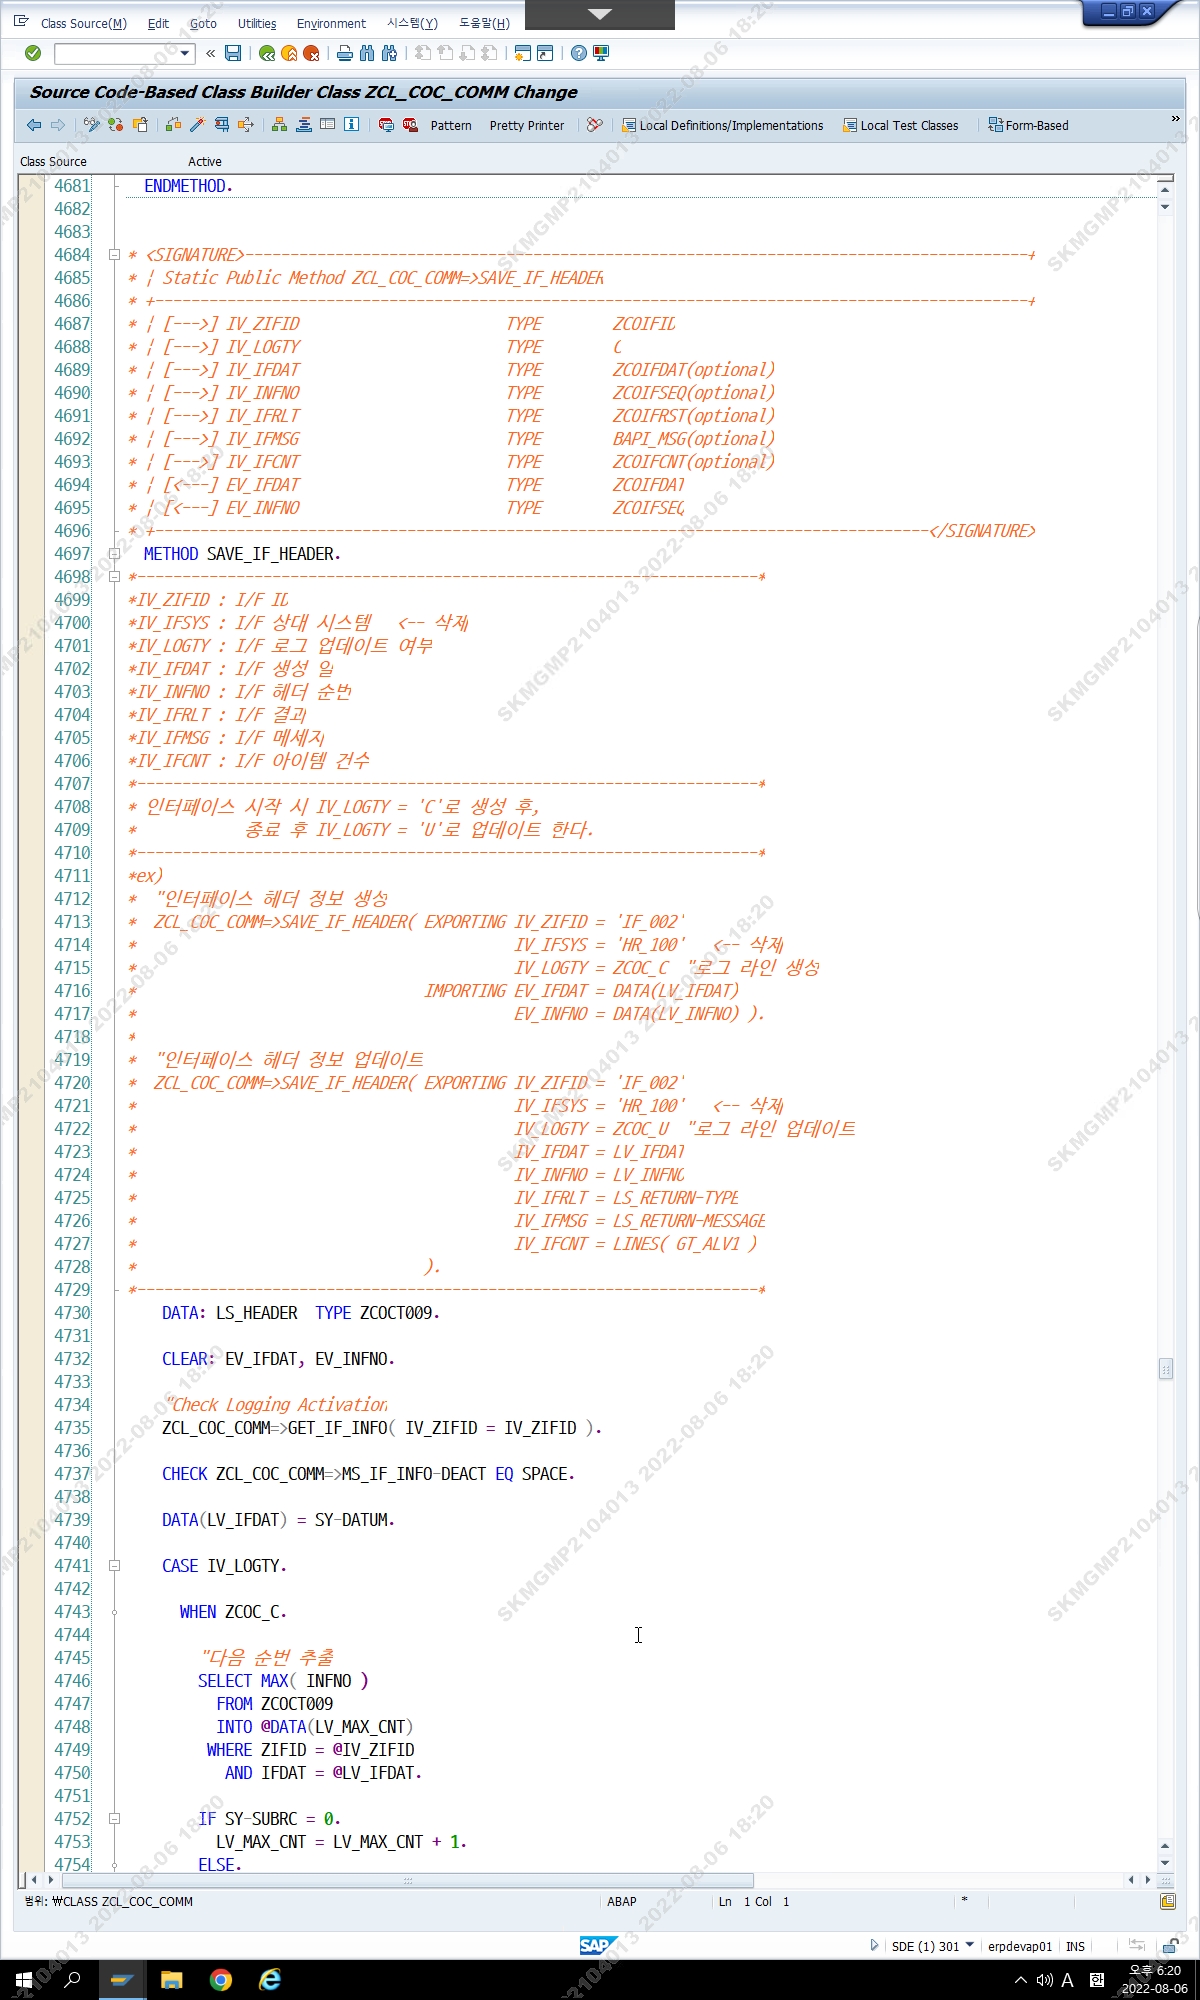 Class Source(M) Edit Goto Utilities Environment 시스템(Y) 도움말(H)
Source Code-Based Class Builder Class ZCL_COC_COMM Change
Pattern Pretty Printer Local Definitions/Implementations Local Test Classes Form-Based »
Class Source Active
4681 ENDMETHOD.
4682
4683
4684 * <SIGNATURE>---------------------------------------------------------------------------------------+
4685 * | Static Public Method ZCL_COC_COMM=>SAVE_IF_HEADER
4686 * +-------------------------------------------------------------------------------------------------+
4687 * | [--->] IV_ZIFID TYPE ZCOIFID
4688 * | [--->] IV_LOGTY TYPE C
4689 * | [--->] IV_IFDAT TYPE ZCOIFDAT(optional)
4690 * | [--->] IV_INFNO TYPE ZCOIFSEQ(optional)
4691 * | [--->] IV_IFRLT TYPE ZCOIFRST(optional)
4692 * | [--->] IV_IFMSG TYPE BAPI_MSG(optional)
4693 * | [--->] IV_IFCNT TYPE ZCOIFCNT(optional)
4694 * | [<---] EV_IFDAT TYPE ZCOIFDAT
4695 * | [<---] EV_INFNO TYPE ZCOIFSEQ
4696 * +--------------------------------------------------------------------------------------</SIGNATURE>
4697 METHOD SAVE_IF_HEADER.
4698 *---------------------------------------------------------------------*
4699 *IV_ZIFID : I/F ID
4700 *IV_IFSYS : I/F 상대 시스템 <-- 삭제
4701 *IV_LOGTY : I/F 로그 업데이트 여부
4702 *IV_IFDAT : I/F 생성 일
4703 *IV_INFNO : I/F 헤더 순번
4704 *IV_IFRLT : I/F 결과
4705 *IV_IFMSG : I/F 메세지
4706 *IV_IFCNT : I/F 아이템 건수
4707 *---------------------------------------------------------------------*
4708 * 인터페이스 시작 시 IV_LOGTY = 'C'로 생성 후,
4709 * 종료 후 IV_LOGTY = 'U'로 업데이트 한다.
4710 *---------------------------------------------------------------------*
4711 *ex)
4712 * "인터페이스 헤더 정보 생성
4713 * ZCL_COC_COMM=>SAVE_IF_HEADER( EXPORTING IV_ZIFID = 'IF_002'
4714 * IV_IFSYS = 'HR_100' <-- 삭제
4715 * IV_LOGTY = ZCOC_C "로그 라인 생성
4716 * IMPORTING EV_IFDAT = DATA(LV_IFDAT)
4717 * EV_INFNO = DATA(LV_INFNO) ).
4718 *
4719 * "인터페이스 헤더 정보 업데이트
4720 * ZCL_COC_COMM=>SAVE_IF_HEADER( EXPORTING IV_ZIFID = 'IF_002'
4721 * IV_IFSYS = 'HR_100' <-- 삭제
4722 * IV_LOGTY = ZCOC_U "로그 라인 업데이트
4723 * IV_IFDAT = LV_IFDAT
4724 * IV_INFNO = LV_INFNO
4725 * IV_IFRLT = LS_RETURN-TYPE
4726 * IV_IFMSG = LS_RETURN-MESSAGE
4727 * IV_IFCNT = LINES( GT_ALV1 )
4728 * ).
4729 *---------------------------------------------------------------------*
4730 DATA: LS_HEADER TYPE ZCOCT009.
4731
4732 CLEAR: EV_IFDAT, EV_INFNO.
4733
4734 "Check Logging Activation
4735 ZCL_COC_COMM=>GET_IF_INFO( IV_ZIFID = IV_ZIFID ).
4736
4737 CHECK ZCL_COC_COMM=>MS_IF_INFO-DEACT EQ SPACE.
4738
4739 DATA(LV_IFDAT) = SY-DATUM.
4740
4741 CASE IV_LOGTY.
4742
4743 WHEN ZCOC_C.
4744
4745 "다음 순번 추출
4746 SELECT MAX( INFNO )
4747 FROM ZCOCT009
4748 INTO @DATA(LV_MAX_CNT)
4749 WHERE ZIFID = @IV_ZIFID
4750 AND IFDAT = @LV_IFDAT.
4751
4752 IF SY-SUBRC = 0.
4753 LV_MAX_CNT = LV_MAX_CNT + 1.
4754 ELSE.
범위: ₩CLASS ZCL_COC_COMM ABAP Ln 1 Col 1 *
SAP SDE (1) 301 erpdevap01 INS
A 한 오후 6:20
2022-08-06
SKMGMP2104013 2022-08-06 18:20